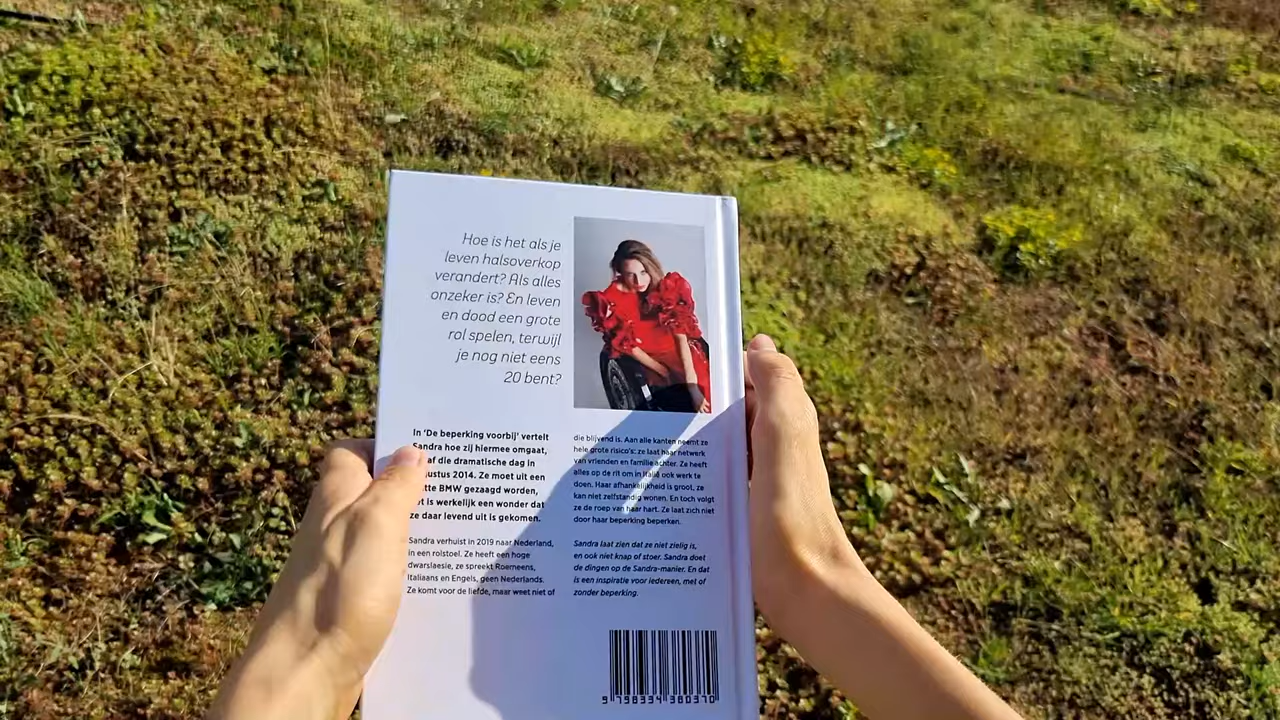 Hoe is het als je
leven halsoverkop
verandert? Als alles
onzeker is? En leven
en dood een grote
rol spelen, terwijl
je nog niet eens
20 bent?
In ‘De beperking voorbij’ vertelt
Sandra hoe zij hiermee omgaat,
af die dramatische dag in
ustus 2014. Ze moet uit een
tte BMW gezaagd worden,
t is werkelijk een wonder dat
ze daar levend uit is gekomen.
Sandra verhuist in 2019 naar Nederland,
in een rolstoel. Ze heeft een hoge
dwarslaesie, ze spreekt Roemeens,
Italiaans en Engels, geen Nederlands.
Ze komt voor de liefde, maar weet niet of
die blijvend is. Aan alle kanten neemt ze
hele grote risico's: ze laat haar netwerk
van vrienden en familie achter. Ze heeft
alles op de rit om in Italië ook werk te
doen. Haar afhankelijkheid is groot, ze
kan niet zelfstandig wonen. En toch volgt
ze de roep van haar hart. Ze laat zich niet
door haar beperking beperken.
Sandra laat zien dat ze niet zielig is,
en ook niet knap of stoer. Sandra doet
de dingen op de Sandra-manier. En dat
is een inspiratie voor iedereen, met of
zonder beperking.
9 798334 380370